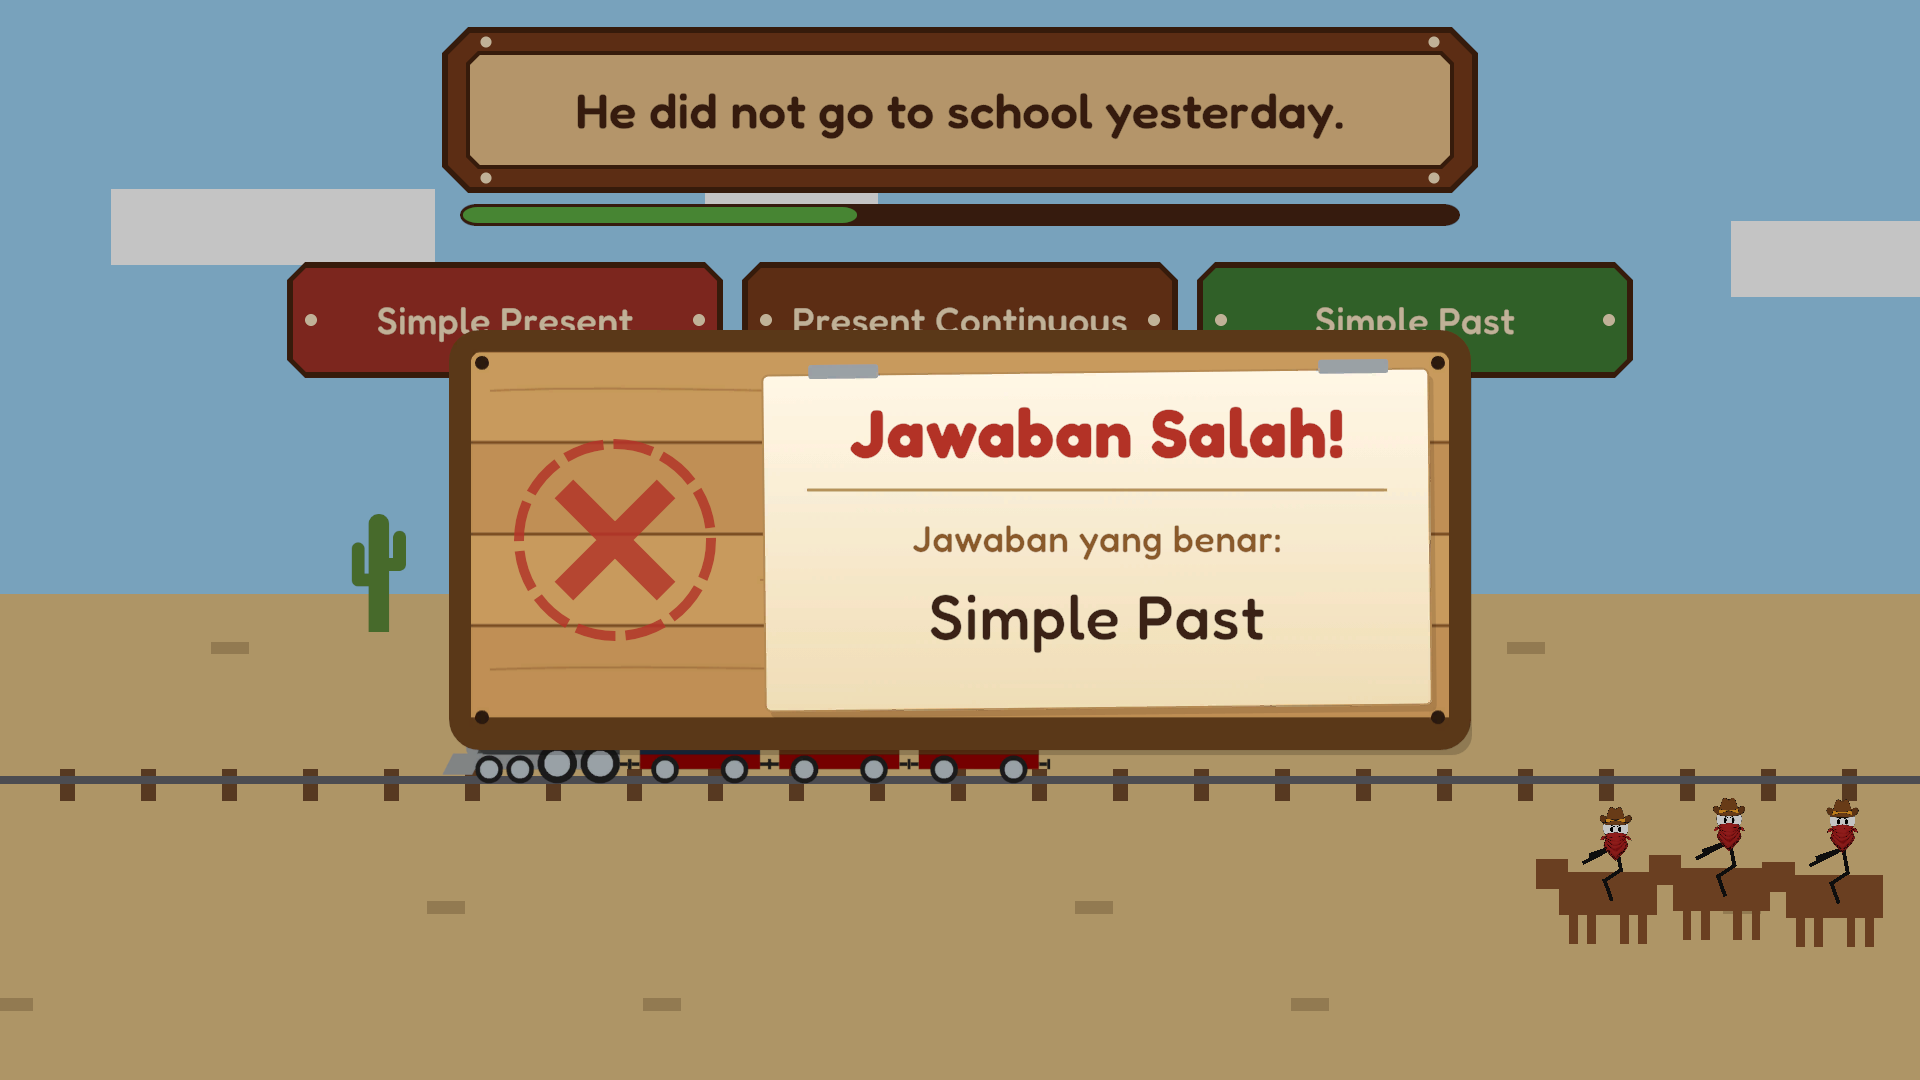 He did not go to school yesterday.
Simple Present
Present Continuous
Simple Past
Jawaban Salah!
Jawaban yang benar:
Simple Past